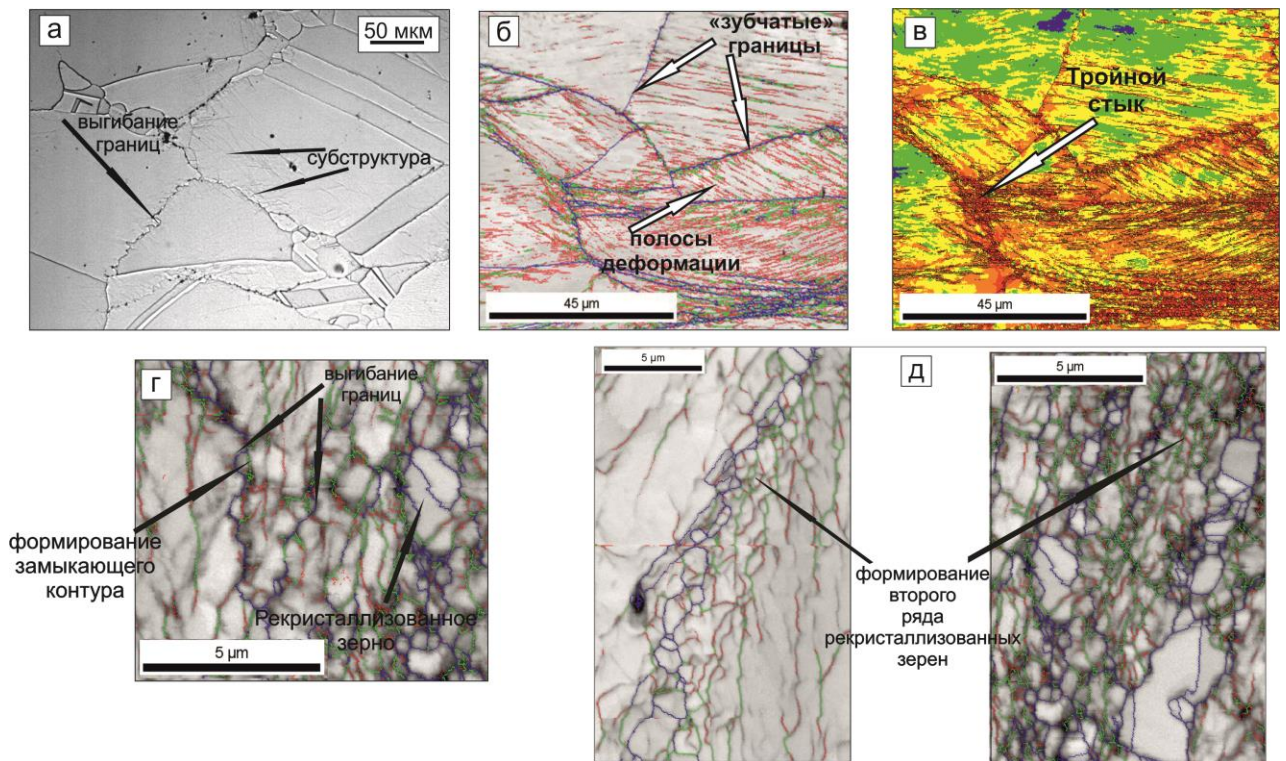 а
50 мкм
выгибание
границ
субструктура
б
«зубчатые»
границы
полосы
деформации
45 µm
в
Тройной
стык
45 µm
г
выгибание
границ
формирование
замыкающего
контура
Рекристаллизованное
зерно
5 µm
д
5 µm
5 µm
формирование
второго
ряда
рекристаллизованных
зерен